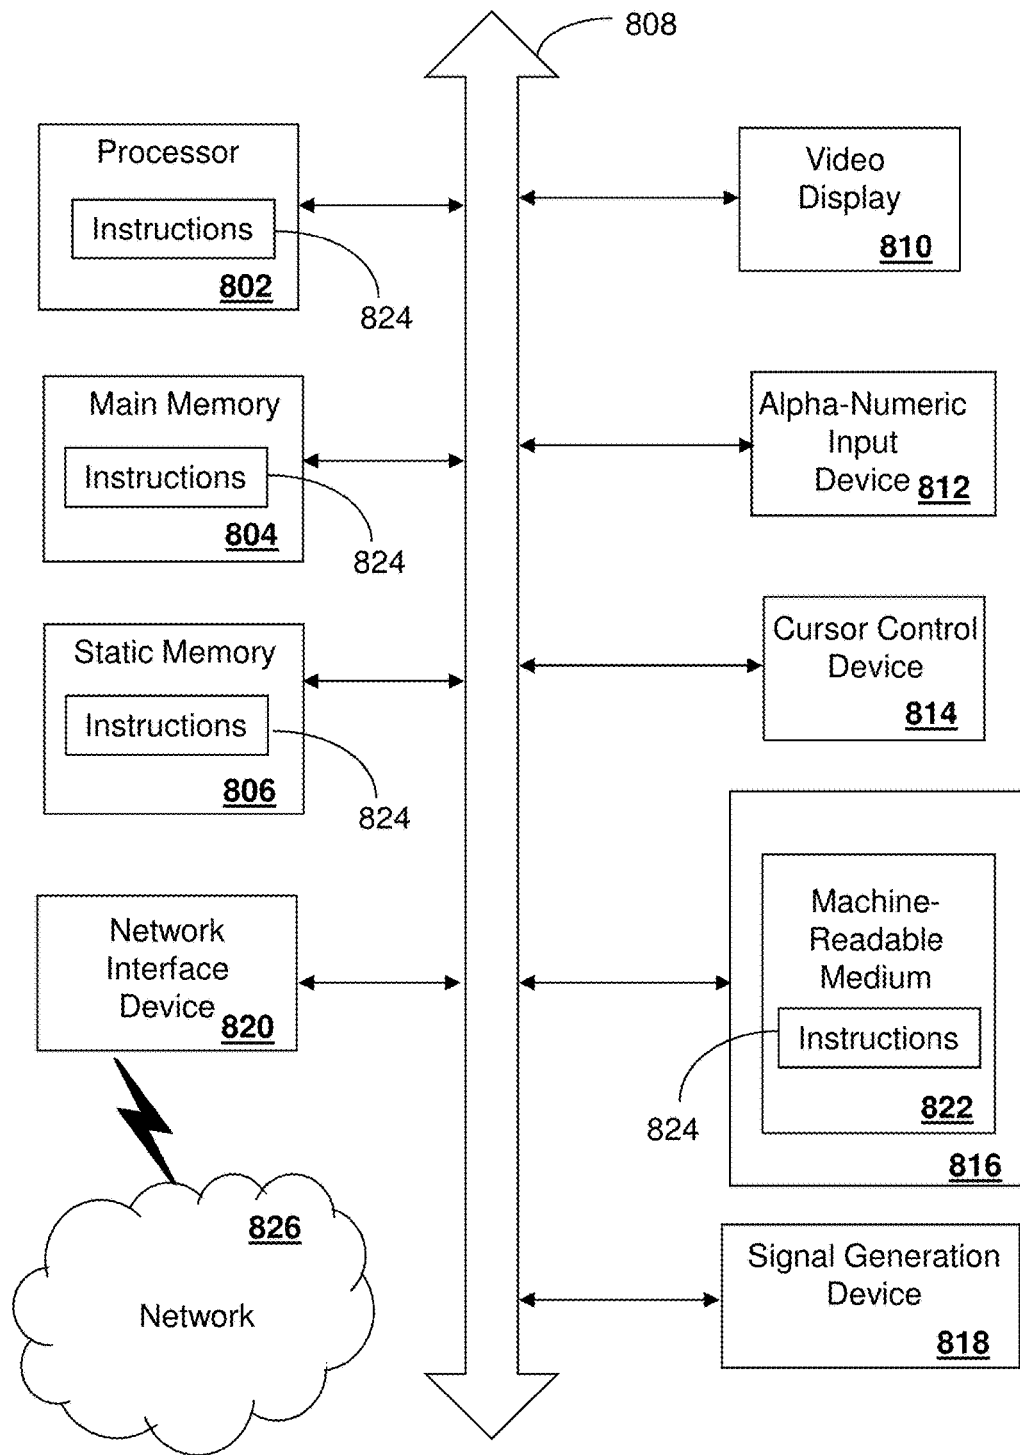 808
Processor
Instructions
802
824
Main Memory
Instructions
804
824
Static Memory
Instructions
806
824
Network
Interface
Device
820
826
Network
Video
Display
810
Alpha-Numeric
Input
Device
812
Cursor Control
Device
814
Machine-
Readable
Medium
Instructions
824
822
816
Signal Generation
Device
818